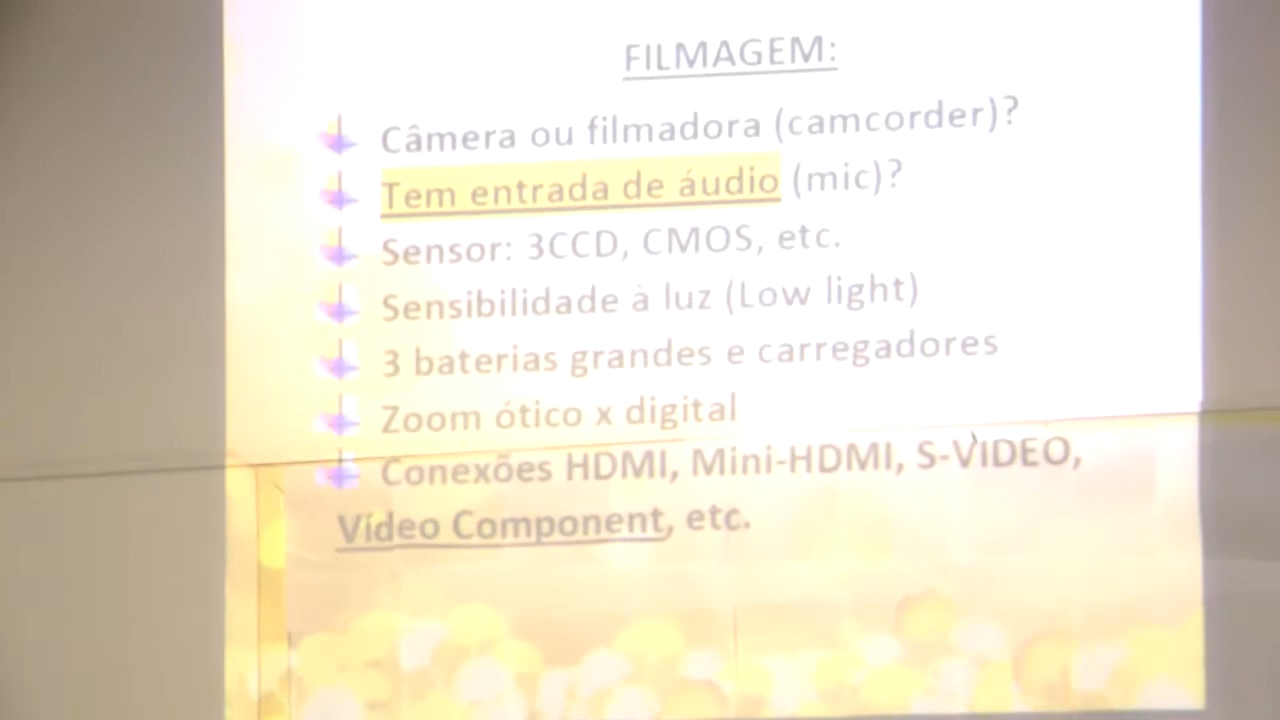 FILMAGEM:
Câmera ou filmadora (camcorder)?
Tem entrada de áudio (mic)?
Sensor: 3CCD, CMOS, etc.
Sensibilidade à luz (Low light)
3 baterias grandes e carregadores
Zoom ótico x digital
Conexões HDMI, Mini-HDMI, S-VÌDEO,
Vídeo Component, etc.